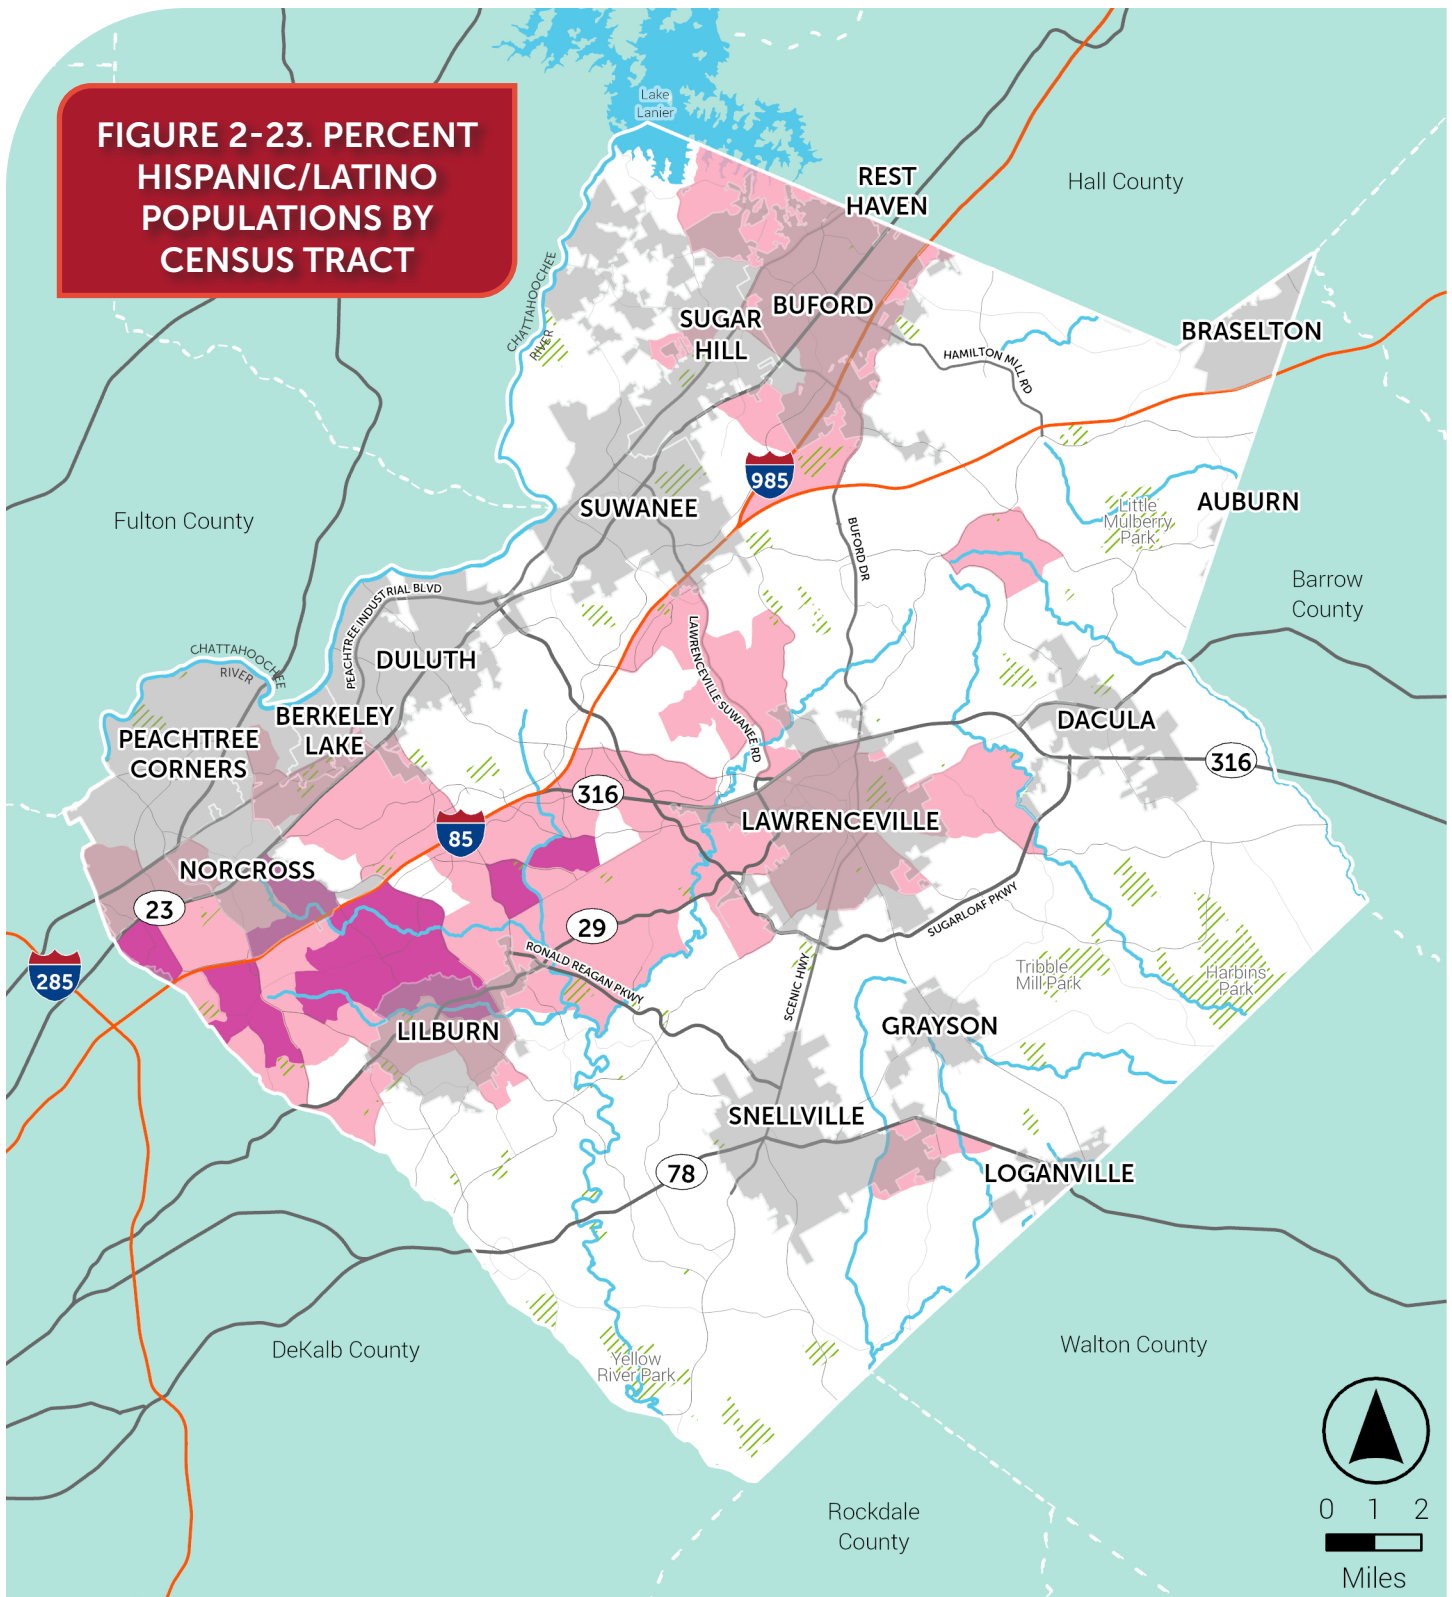 FIGURE 2-23. PERCENT
HISPANIC/LATINO
POPULATIONS BY
CENSUS TRACT
Lake
Lanier
REST
HAVEN
Hall County
CHATTAHOOCHEE
RIVER
SUGAR
HILL
BUFORD
BRASELTON
HAMILTON MILL RD
985
SUWANEE
Fulton County
Little
Mulberry
Park
AUBURN
BUFORD DR
Barrow
County
PEACHTREE INDUSTRIAL BLVD
CHATTAHOOCHEE
RIVER
DULUTH
LAWRENCEVILLE SUWANEE RD
BERKELEY
LAKE
PEACHTREE
CORNERS
DACULA
316
316
85
LAWRENCEVILLE
NORCROSS
23
29
SUGARLOAF PKWY
285
RONALD REAGAN PKWY
SCENIC HWY
Tribble
Mill Park
Harbins
Park
LILBURN
GRAYSON
SNELLVILLE
78
LOGANVILLE
DeKalb County
Yellow
River Park
Walton County
Rockdale
County
0 1 2
Miles